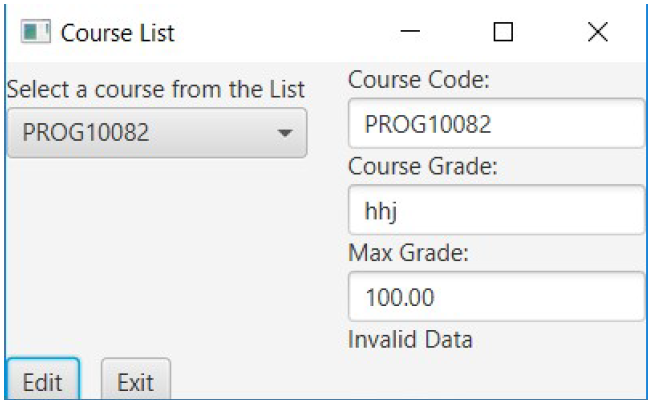 Course List
Select a course from the List
PROG10082
Course Code:
PROG10082
Course Grade:
hhj
Max Grade:
100.00
Invalid Data
Edit Exit